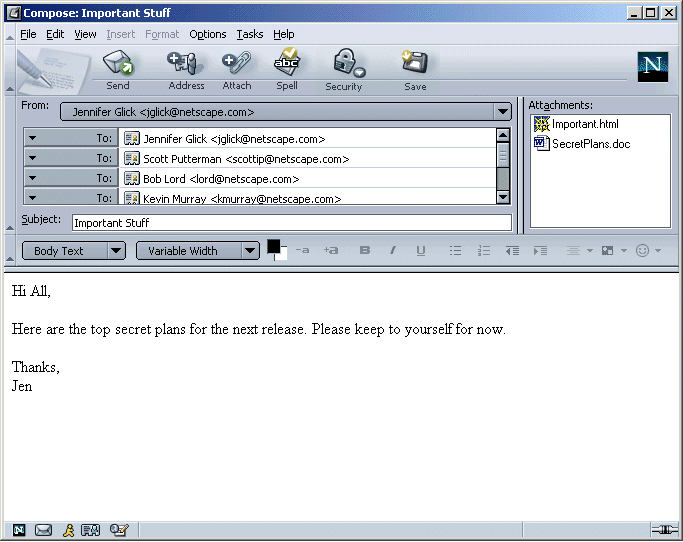 Compose: Important Stuff
File Edit View Insert Format Options Tasks Help
Send Address Attach Spell Security Save
abc
N
From: Jennifer Glick <jglick@netscape.com>
Attachments:
To: Jennifer Glick <jglick@netscape.com>
To: Scott Putterman <scottip@netscape.com>
To: Bob Lord <lord@netscape.com>
To: Kevin Murray <kmurray@netscape.com>
Important.html
SecretPlans.doc
Subject: Important Stuff
Body Text Variable Width -a +a B I U
Hi All,
Here are the top secret plans for the next release. Please keep to yourself for now.
Thanks,
Jen
N